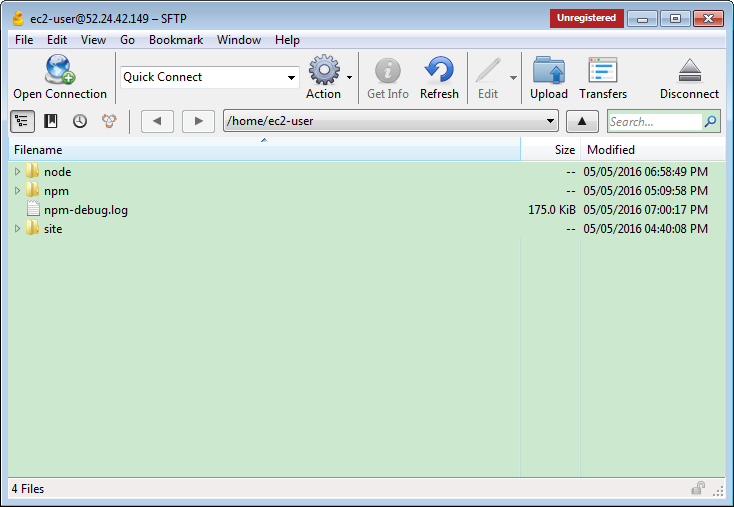 ec2-user@52.24.42.149 – SFTP Unregistered
File Edit View Go Bookmark Window Help
Quick Connect
Open Connection Action Get Info Refresh Edit Upload Transfers Disconnect
/home/ec2-user Search...
Filename Size Modified
node -- 05/05/2016 06:58:49 PM
npm -- 05/05/2016 05:09:58 PM
npm-debug.log 175.0 KiB 05/05/2016 07:00:17 PM
site -- 05/05/2016 04:40:08 PM
4 Files